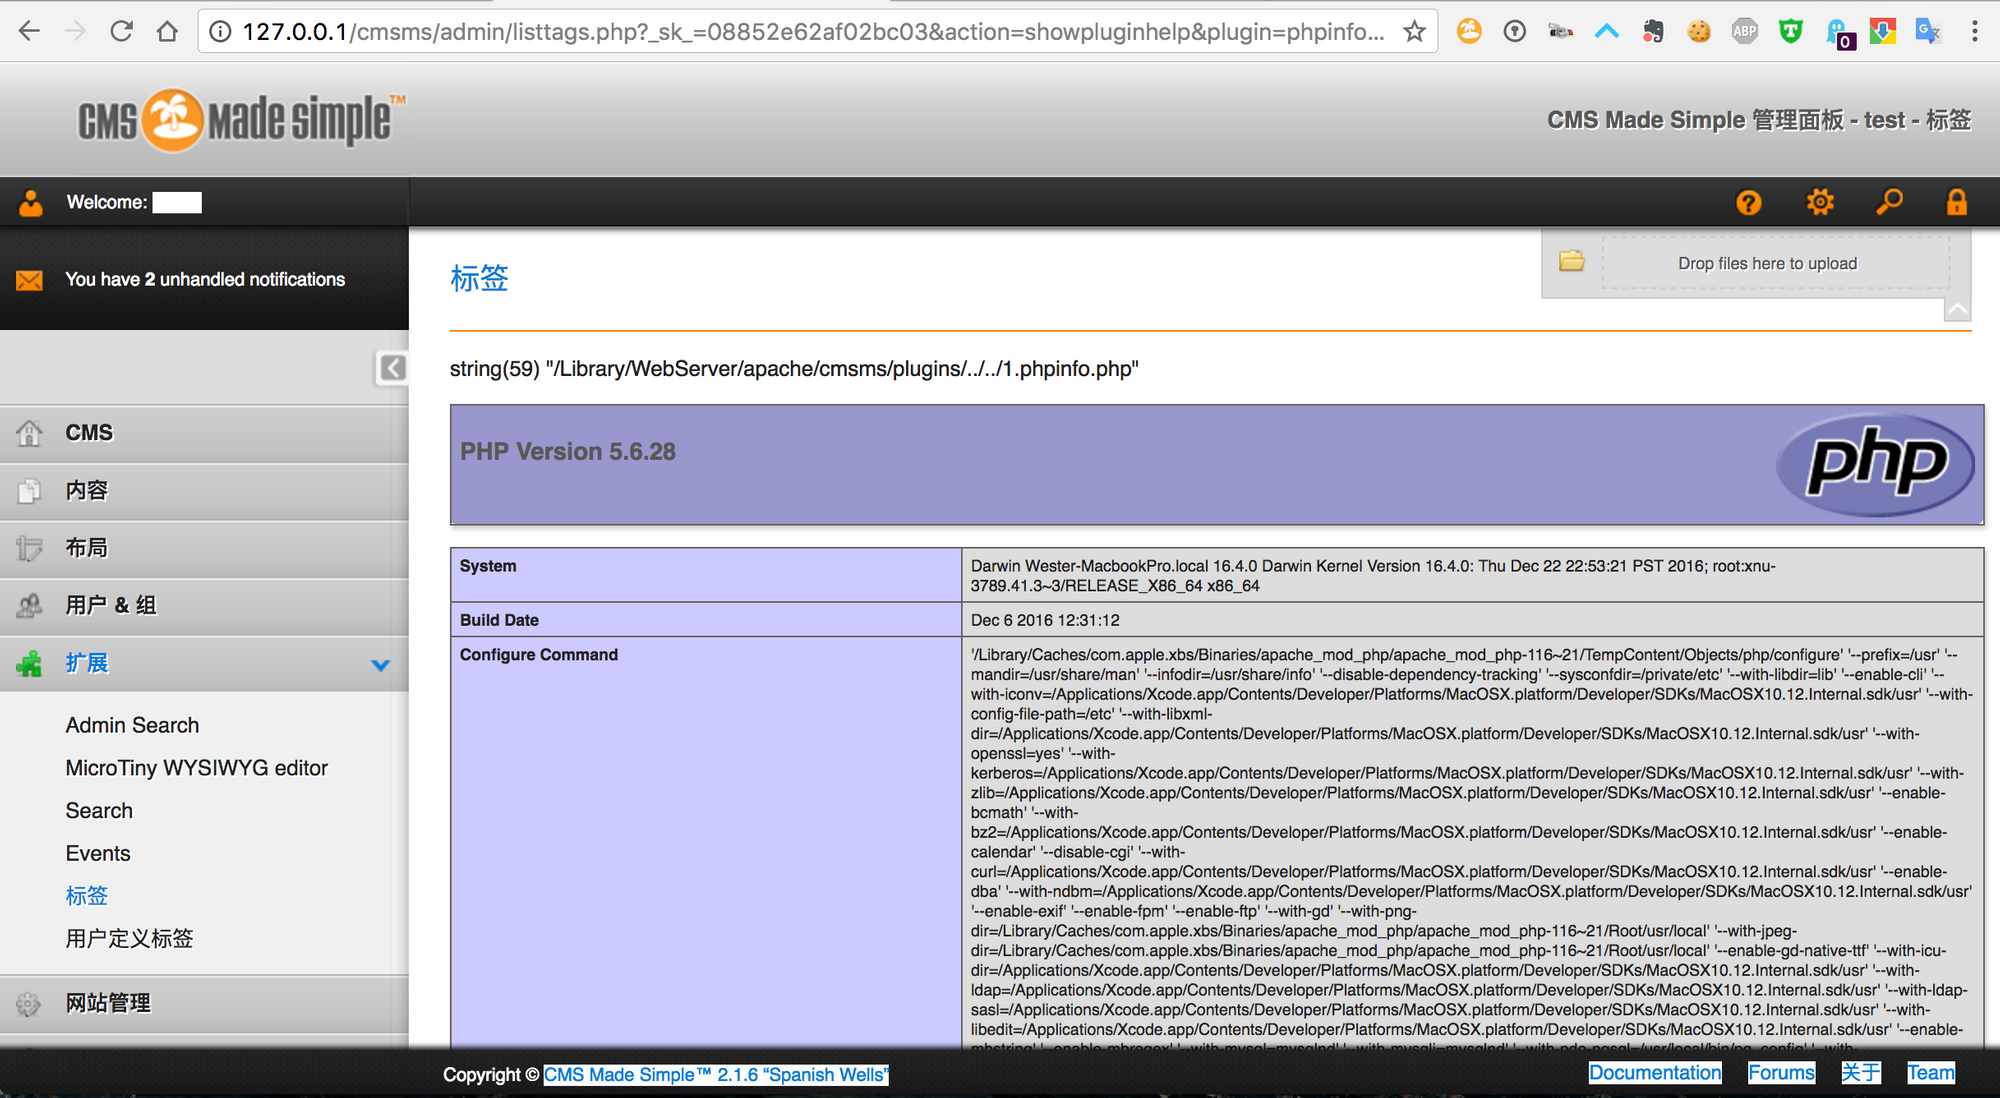 127.0.0.1/cmsms/admin/listtags.php?_sk_=08852e62af02bc03&action=showpluginhelp&plugin=phpinfo...
ABP
T
0
G
CMS Made Simple™
CMS Made Simple 管理面板 - test - 标签
Welcome:
You have 2 unhandled notifications
标签
Drop files here to upload
string(59) "/Library/WebServer/apache/cmsms/plugins/../../1.phpinfo.php"
CMS
内容
布局
用户 & 组
扩展
Admin Search
MicroTiny WYSIWYG editor
Search
Events
标签
用户定义标签
网站管理
PHP Version 5.6.28
php
System
Darwin Wester-MacbookPro.local 16.4.0 Darwin Kernel Version 16.4.0: Thu Dec 22 22:53:21 PST 2016; root:xnu-
3789.41.3~3/RELEASE_X86_64 x86_64
Build Date
Dec 6 2016 12:31:12
Configure Command
'/Library/Caches/com.apple.xbs/Binaries/apache_mod_php/apache_mod_php-116~21/TempContent/Objects/php/configure' '--prefix=/usr' '--
mandir=/usr/share/man' '--infodir=/usr/share/info' '--disable-dependency-tracking' '--sysconfdir=/private/etc' '--with-libdir=lib' '--enable-cli' '--
with-iconv=/Applications/Xcode.app/Contents/Developer/Platforms/MacOSX.platform/Developer/SDKs/MacOSX10.12.Internal.sdk/usr' '--with-
config-file-path=/etc' '--with-libxml-
dir=/Applications/Xcode.app/Contents/Developer/Platforms/MacOSX.platform/Developer/SDKs/MacOSX10.12.Internal.sdk/usr' '--with-
openssl=yes' '--with-
kerberos=/Applications/Xcode.app/Contents/Developer/Platforms/MacOSX.platform/Developer/SDKs/MacOSX10.12.Internal.sdk/usr' '--with-
zlib=/Applications/Xcode.app/Contents/Developer/Platforms/MacOSX.platform/Developer/SDKs/MacOSX10.12.Internal.sdk/usr' '--enable-
bcmath' '--with-
bz2=/Applications/Xcode.app/Contents/Developer/Platforms/MacOSX.platform/Developer/SDKs/MacOSX10.12.Internal.sdk/usr' '--enable-
calendar' '--disable-cgi' '--with-
curl=/Applications/Xcode.app/Contents/Developer/Platforms/MacOSX.platform/Developer/SDKs/MacOSX10.12.Internal.sdk/usr' '--enable-
dba' '--with-ndbm=/Applications/Xcode.app/Contents/Developer/Platforms/MacOSX.platform/Developer/SDKs/MacOSX10.12.Internal.sdk/usr'
'--enable-exif' '--enable-fpm' '--enable-ftp' '--with-gd' '--with-png-
dir=/Library/Caches/com.apple.xbs/Binaries/apache_mod_php/apache_mod_php-116~21/Root/usr/local' '--with-jpeg-
dir=/Library/Caches/com.apple.xbs/Binaries/apache_mod_php/apache_mod_php-116~21/Root/usr/local' '--enable-gd-native-ttf' '--with-icu-
dir=/Applications/Xcode.app/Contents/Developer/Platforms/MacOSX.platform/Developer/SDKs/MacOSX10.12.Internal.sdk/usr' '--with-
ldap=/Applications/Xcode.app/Contents/Developer/Platforms/MacOSX.platform/Developer/SDKs/MacOSX10.12.Internal.sdk/usr' '--with-ldap-
sasl=/Applications/Xcode.app/Contents/Developer/Platforms/MacOSX.platform/Developer/SDKs/MacOSX10.12.Internal.sdk/usr' '--with-
libedit=/Applications/Xcode.app/Contents/Developer/Platforms/MacOSX.platform/Developer/SDKs/MacOSX10.12.Internal.sdk/usr' '--enable-
mbstring' '--enable-mbregex' '--with-mysql=mysqlnd' '--with-mysqli=mysqlnd' '--with-pdo-pgsql=/usr/local/bin/pg_config' '--with-
Copyright © CMS Made Simple™ 2.1.6 “Spanish Wells”
Documentation
Forums
关于
Team